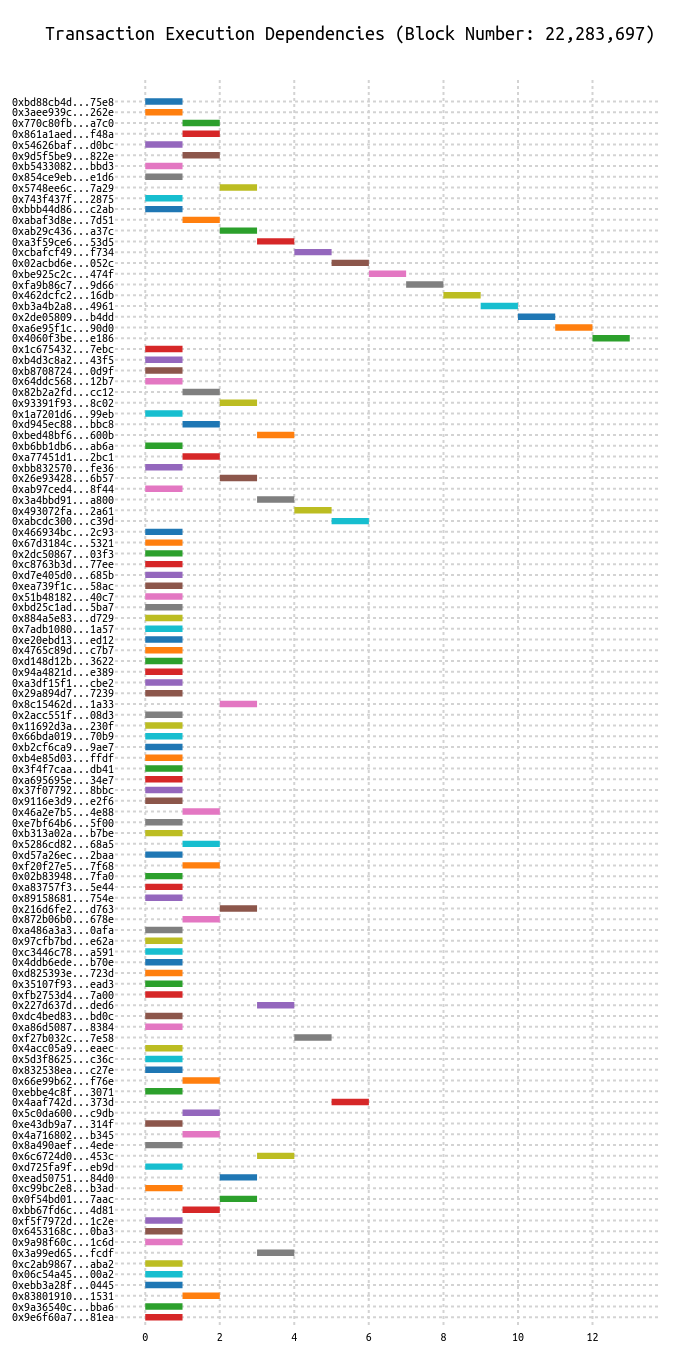 Transaction Execution Dependencies (Block Number: 22,283,697)
0xbd88cb4d...75e8
0x3aee939c...262e
0x770c80fb...a7c0
0x861a1aed...f48a
0x54626baf...d0bc
0x9d5f5be9...822e
0xb5433082...bbd3
0x854ce9eb...e1d6
0x5748ee6c...7a29
0x743f437f...2875
0xbbb44d86...c2ab
0xabaf3d8e...7d51
0xab29c436...a37c
0xa3f59ce6...53d5
0xcbafcf49...f734
0x02acbd6e...052c
0xbe925c2c...474f
0xfa9b86c7...9d66
0x462dcfc2...16db
0xb3a4b2a8...4961
0x2de05809...b4dd
0xa6e95f1c...90d0
0x4060f3be...e186
0x1c675432...7ebc
0xb4d3c8a2...43f5
0xb8708724...0d9f
0x64ddc568...12b7
0x82b2a2fd...cc12
0x93391f93...8c02
0x1a7201d6...99eb
0xd945ec88...bbc8
0xbed48bf6...600b
0xb6bb1db6...ab6a
0xa77451d1...2bc1
0xbb832570...fe36
0x26e93428...6b57
0xab97ced4...8f44
0x3a4bbd91...a800
0x493072fa...2a61
0xabcdc300...c39d
0x466934bc...2c93
0x67d3184c...5321
0x2dc50867...03f3
0xc8763b3d...77ee
0xd7e405d0...685b
0xea739f1c...58ac
0x51b48182...40c7
0xbd25c1ad...5ba7
0x884a5e83...d729
0x7adb1080...1a57
0xe20ebd13...ed12
0x4765c89d...c7b7
0xd148d12b...3622
0x94a4821d...e389
0xa3df15f1...cbe2
0x29a894d7...7239
0x8c15462d...1a33
0x2acc551f...08d3
0x11692d3a...230f
0x66bda019...70b9
0xb2cf6ca9...9ae7
0xb4e85d03...ffdf
0x3f4f7caa...db41
0xa695695e...34e7
0x37f07792...8bbc
0x9116e3d9...e2f6
0x46a2e7b5...4e88
0xe7bf64b6...5f00
0xb313a02a...b7be
0x5286cd82...68a5
0xd57a26ec...2baa
0xf20f27e5...7f68
0x02b83948...7fa0
0xa83757f3...5e44
0x89158681...754e
0x216d6fe2...d763
0x872b06b0...678e
0xa486a3a3...0afa
0x97cfb7bd...e62a
0xc3446c78...a591
0x4ddb6ede...b70e
0xd825393e...723d
0x35107f93...ead3
0xfb2753d4...7a00
0x227d637d...ded6
0xdc4bed83...bd0c
0xa86d5087...8384
0xf27b032c...7e58
0x4acc05a9...eaec
0x5d3f8625...c36c
0x832538ea...c27e
0x66e99b62...f76e
0xebbe4c8f...3071
0x4aaf742d...373d
0x5c0da600...c9db
0xe43db9a7...314f
0x4a716802...b345
0x8a490aef...4ede
0x6c6724d0...453c
0xd725fa9f...eb9d
0xead50751...84d0
0xc99bc2e8...b3ad
0x0f54bd01...7aac
0xbb67fd6c...4d81
0xf5f7972d...1c2e
0x6453168c...0ba3
0x9a98f60c...1c6d
0x3a99ed65...fcdf
0xc2ab9867...aba2
0x06c54a45...00a2
0xebb3a28f...0445
0x83801910...1531
0x9a36540c...bba6
0x9e6f60a7...81ea
0 2 4 6 8 10 12